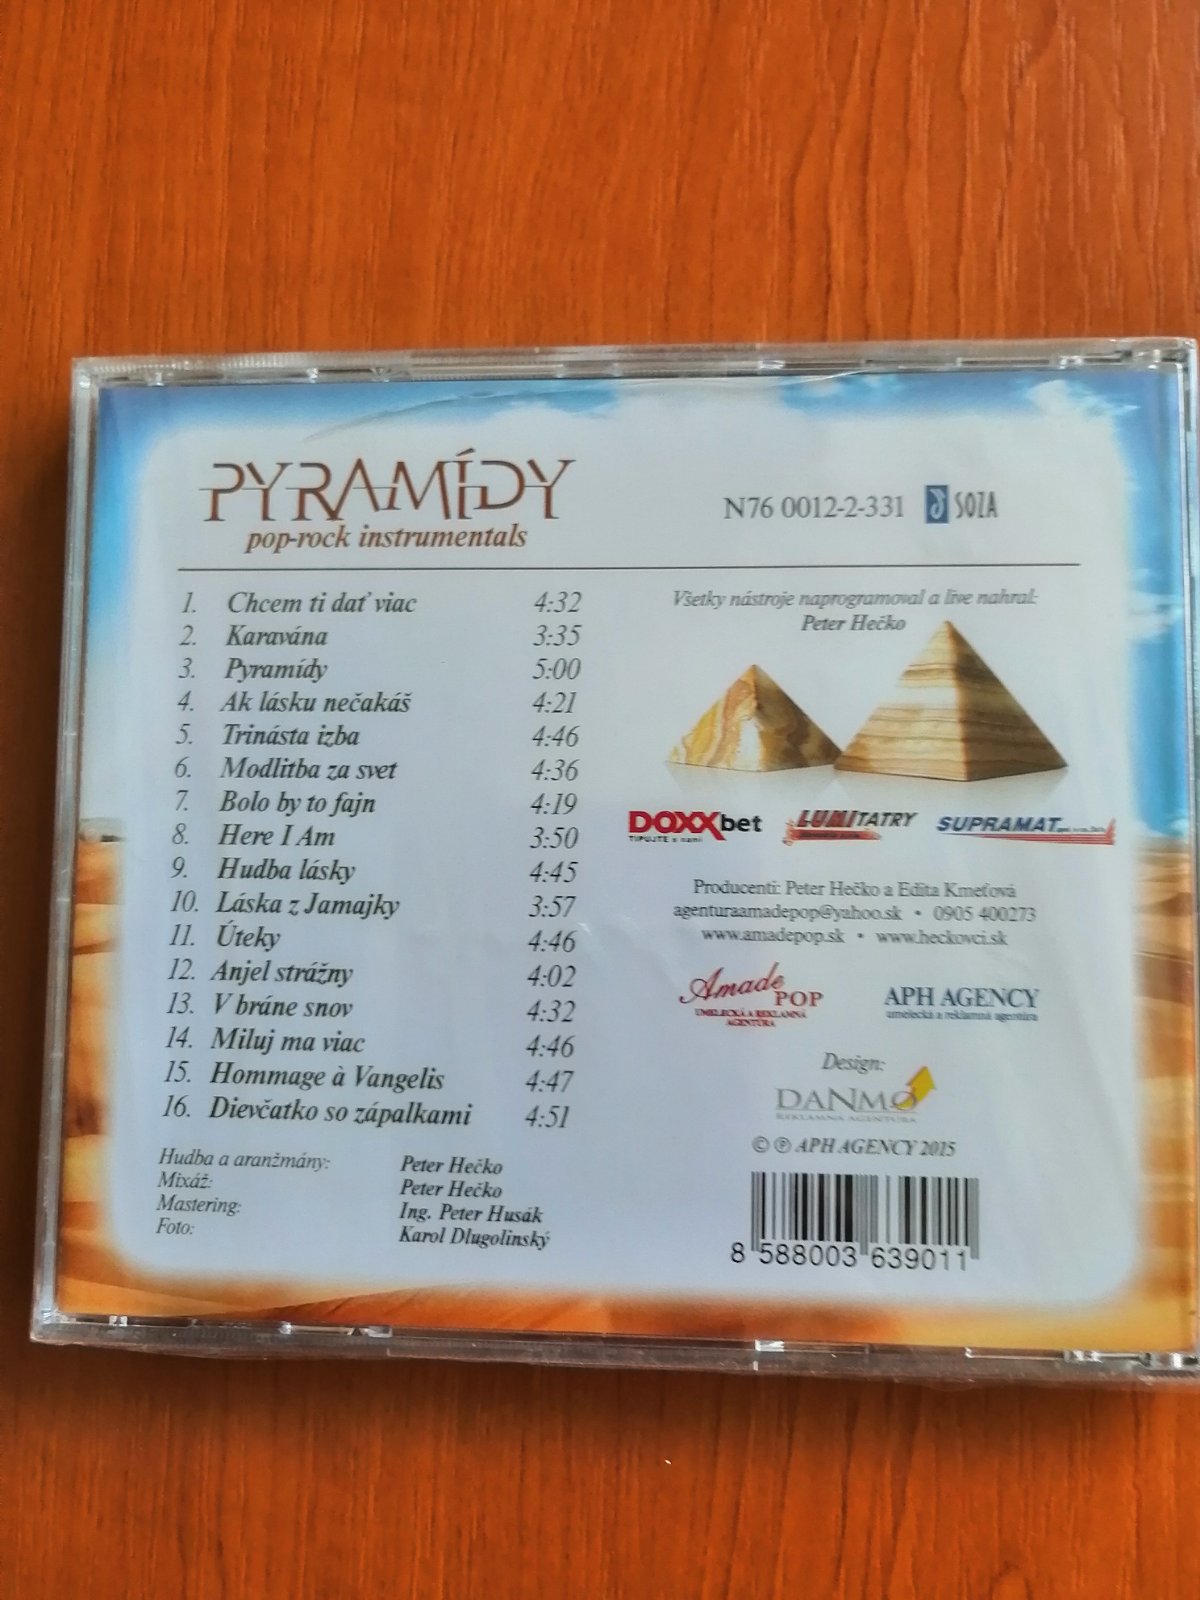 PYRAMÍDY
pop-rock instrumentals
N76 0012-2-331 SOZA
1. Chcem ti dať viac 4:32
2. Karavána 3:35
3. Pyramídy 5:00
4. Ak lásku nečakáš 4:21
5. Trinásta izba 4:46
6. Modlitba za svet 4:36
7. Bolo by to fajn 4:19
8. Here I Am 3:50
9. Hudba lásky 4:45
10. Láska z Jamajky 3:57
11. Úteky 4:46
12. Anjel strážny 4:02
13. V bráne snov 4:32
14. Miluj ma viac 4:46
15. Hommage à Vangelis 4:47
16. Dievčatko so zápalkami 4:51
Hudba a aranžmány: Peter Hečko
Mixáž: Peter Hečko
Mastering: Ing. Peter Husák
Foto: Karol Dlugolinský
Všetky nástroje naprogramoval a live nahral:
Peter Hečko
DOXXbet
TIPUJTE s nami
LUMITATRY
SUPRAMAT
Producenti: Peter Hečko a Edita Kmeťová
agenturaamadepop@yahoo.sk • 0905 400273
www.amadepop.sk • www.heckovci.sk
Amade POP
UMELECKÁ A REKLAMNÁ
AGENTÚRA
APH AGENCY
umelecká a reklamná agentúra
Design:
DANMO
REKLAMNÁ AGENTÚRA
© ℗ APH AGENCY 2015
8 588003 639011